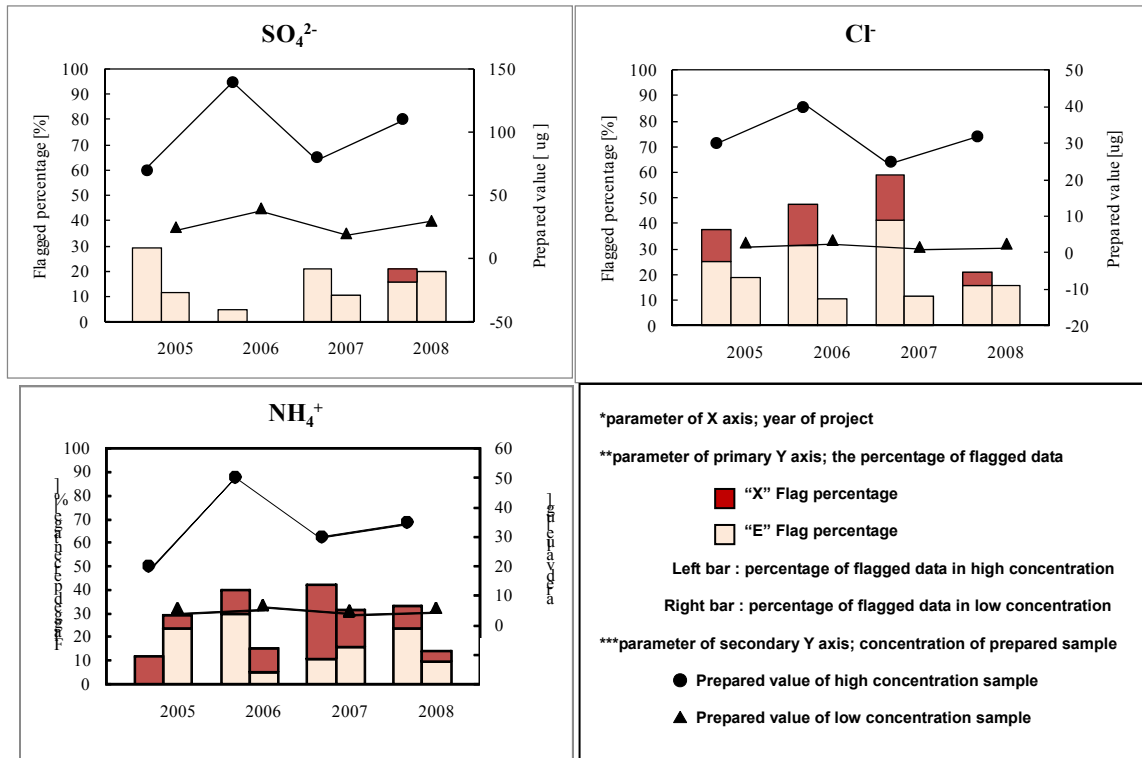 SO₄²⁻
100
90
80
70
60
50
40
30
20
10
0
Flagged percentage [%]
150
100
50
0
-50
Prepared value [ ug]
2005 2006 2007 2008
Cl⁻
100
90
80
70
60
50
40
30
20
10
0
Flagged percentage [%]
50
40
30
20
10
0
-10
-20
Prepared value [ug]
2005 2006 2007 2008
NH₄⁺
100
90
80
70
60
50
40
30
20
10
0
60
50
40
30
20
10
0
2005 2006 2007 2008
*parameter of X axis; year of project
**parameter of primary Y axis; the percentage of flagged data
“X” Flag percentage
“E” Flag percentage
Left bar : percentage of flagged data in high concentration
Right bar : percentage of flagged data in low concentration
***parameter of secondary Y axis; concentration of prepared sample
Prepared value of high concentration sample
Prepared value of low concentration sample